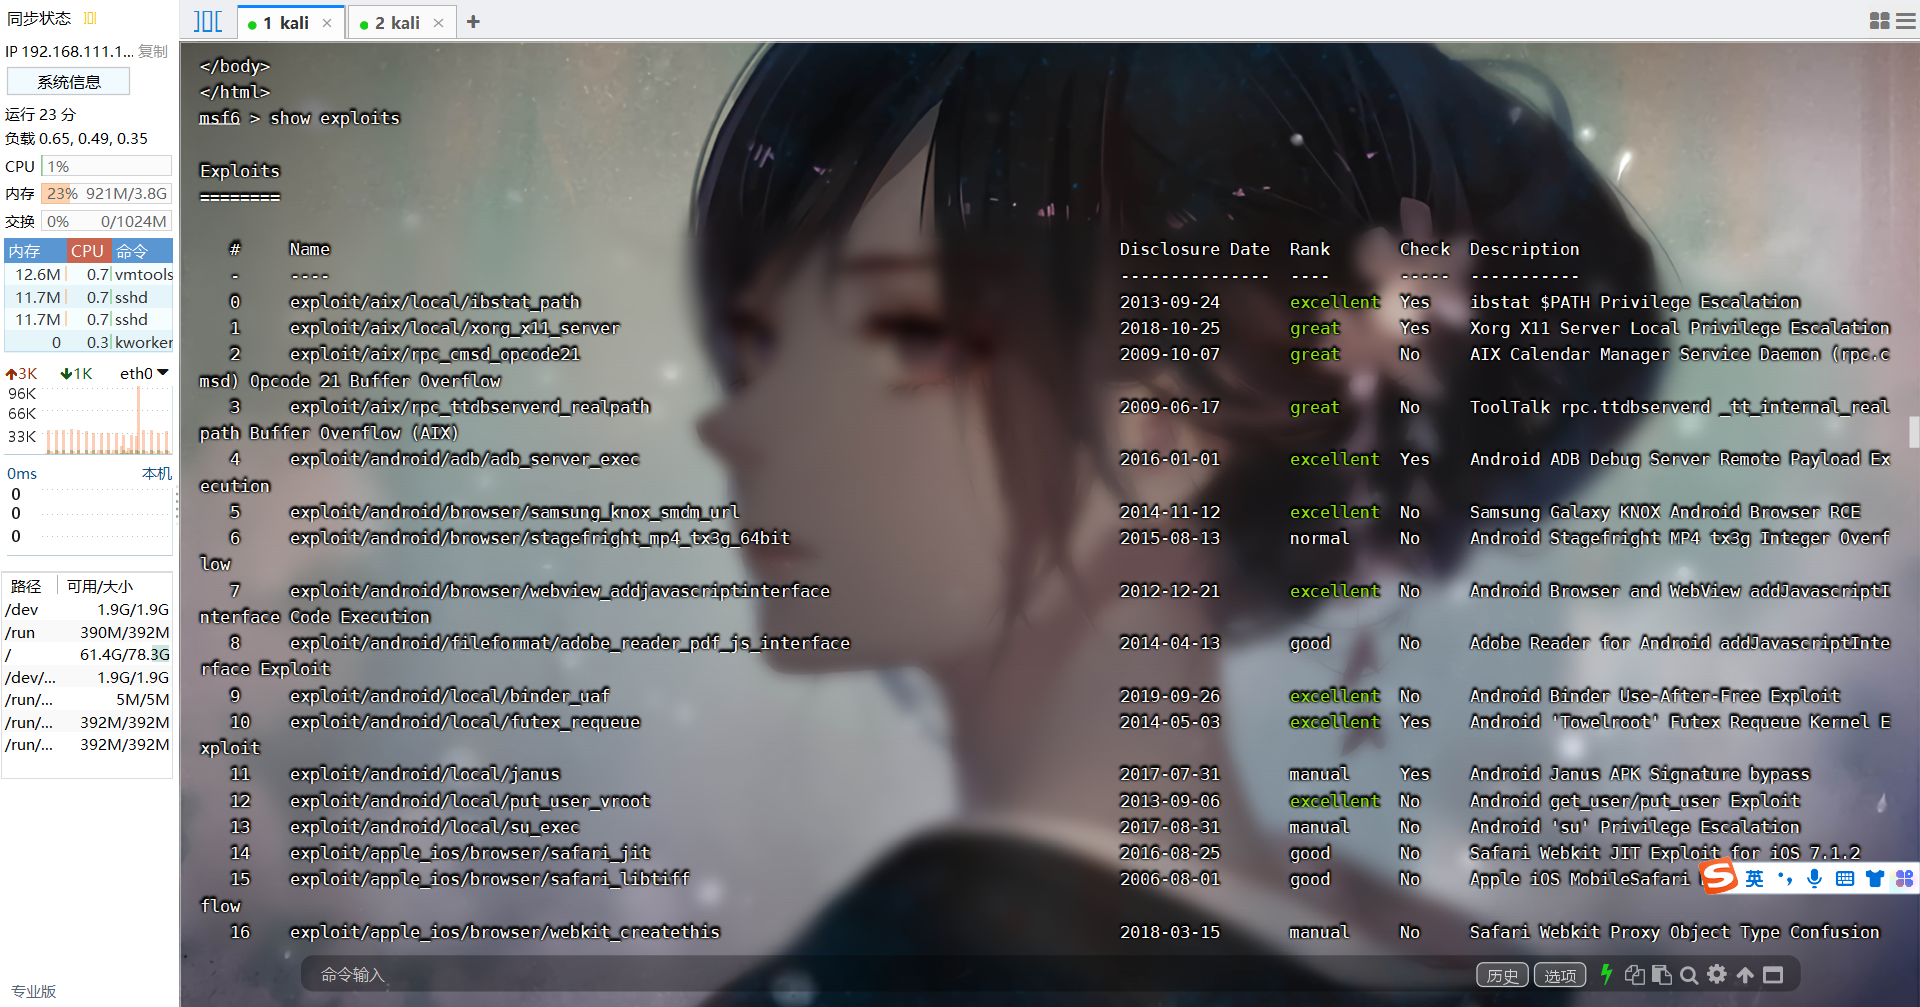 同步状态
IP 192.168.111.1... 复制
系统信息
运行 23 分
负载 0.65, 0.49, 0.35
CPU 1%
内存 23% 921M/3.8G
交换 0% 0/1024M
内存 CPU 命令
12.6M 0.7 vmtools
11.7M 0.7 sshd
11.7M 0.7 sshd
0 0.3 kworker
3K 1K eth0
96K
66K
33K
0ms 本机
0
0
0
路径 可用/大小
/dev 1.9G/1.9G
/run 390M/392M
/ 61.4G/78.3G
/dev/... 1.9G/1.9G
/run/... 5M/5M
/run/... 392M/392M
/run/... 392M/392M
专业版
1 kali × 2 kali × +
</body>
</html>
msf6 > show exploits
Exploits
========
# Name Disclosure Date Rank Check Description
- ---- --------------- ---- ----- -----------
0 exploit/aix/local/ibstat_path 2013-09-24 excellent Yes ibstat $PATH Privilege Escalation
1 exploit/aix/local/xorg_x11_server 2018-10-25 great Yes Xorg X11 Server Local Privilege Escalation
2 exploit/aix/rpc_cmsd_opcode21 2009-10-07 great No AIX Calendar Manager Service Daemon (rpc.c
msd) Opcode 21 Buffer Overflow
3 exploit/aix/rpc_ttdbserverd_realpath 2009-06-17 great No ToolTalk rpc.ttdbserverd _tt_internal_real
path Buffer Overflow (AIX)
4 exploit/android/adb/adb_server_exec 2016-01-01 excellent Yes Android ADB Debug Server Remote Payload Ex
ecution
5 exploit/android/browser/samsung_knox_smdm_url 2014-11-12 excellent No Samsung Galaxy KNOX Android Browser RCE
6 exploit/android/browser/stagefright_mp4_tx3g_64bit 2015-08-13 normal No Android Stagefright MP4 tx3g Integer Overf
low
7 exploit/android/browser/webview_addjavascriptinterface 2012-12-21 excellent No Android Browser and WebView addJavascriptI
nterface Code Execution
8 exploit/android/fileformat/adobe_reader_pdf_js_interface 2014-04-13 good No Adobe Reader for Android addJavascriptInte
rface Exploit
9 exploit/android/local/binder_uaf 2019-09-26 excellent No Android Binder Use-After-Free Exploit
10 exploit/android/local/futex_requeue 2014-05-03 excellent Yes Android 'Towelroot' Futex Requeue Kernel E
xploit
11 exploit/android/local/janus 2017-07-31 manual Yes Android Janus APK Signature bypass
12 exploit/android/local/put_user_vroot 2013-09-06 excellent No Android get_user/put_user Exploit
13 exploit/android/local/su_exec 2017-08-31 manual No Android 'su' Privilege Escalation
14 exploit/apple_ios/browser/safari_jit 2016-08-25 good No Safari Webkit JIT Exploit for iOS 7.1.2
15 exploit/apple_ios/browser/safari_libtiff 2006-08-01 good No Apple iOS MobileSafari
flow
16 exploit/apple_ios/browser/webkit_createthis 2018-03-15 manual No Safari Webkit Proxy Object Type Confusion
S 英
命令输入 历史 选项